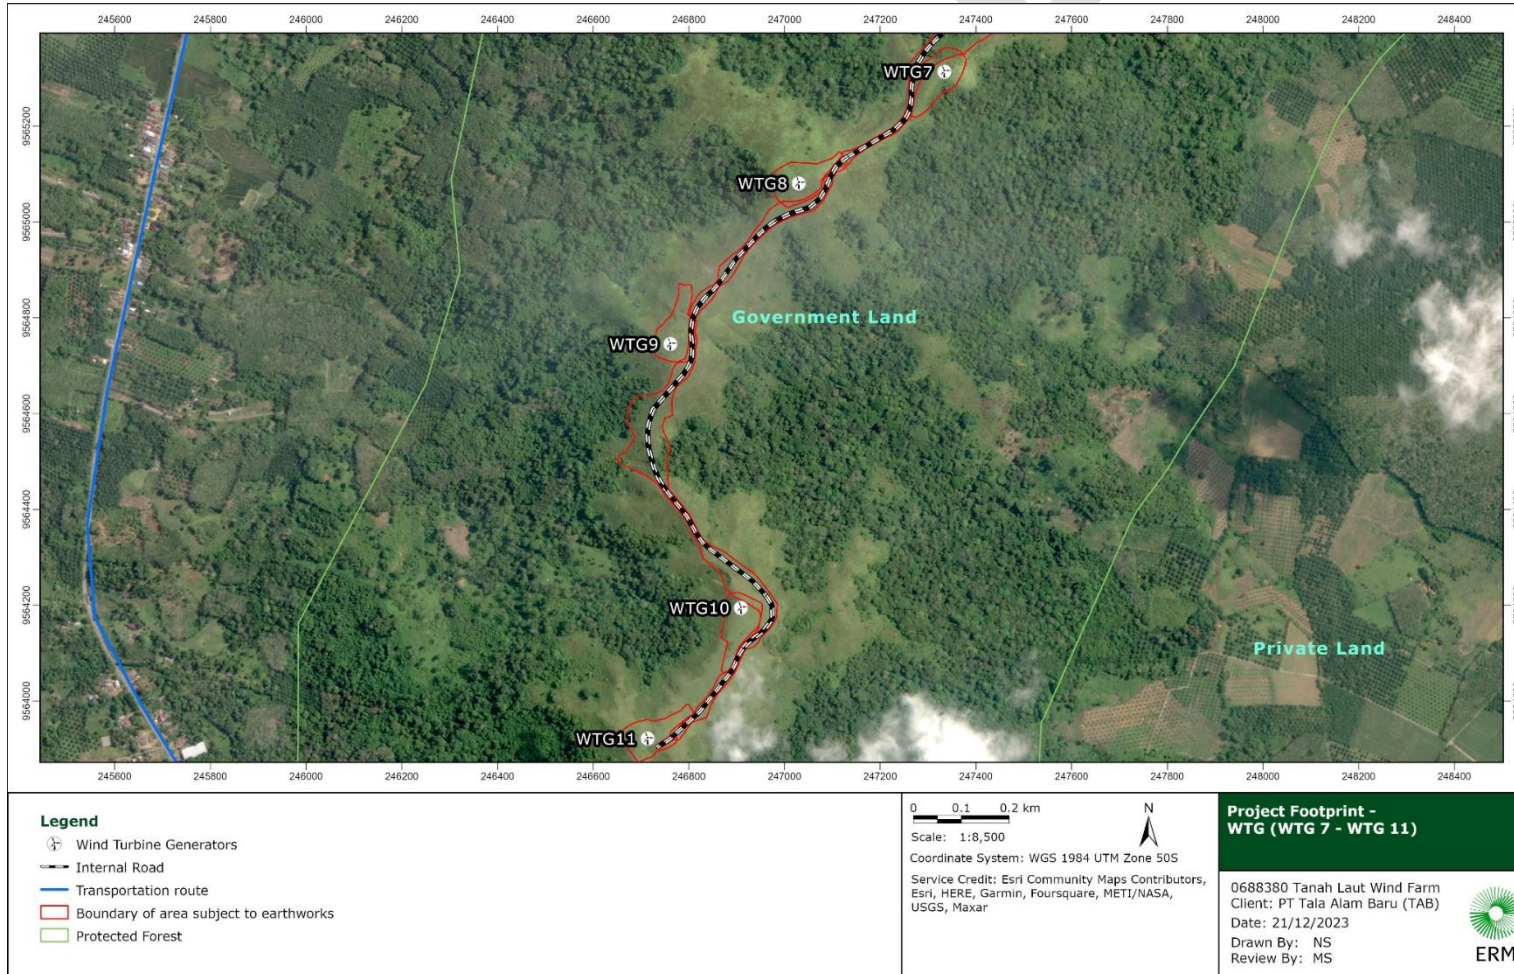 245600 245800 246000 246200 246400 246600 246800 247000 247200 247400 247600 247800 248000 248200 248400
9565200
9565000
9564800
9564600
9564400
9564200
9564000
WTG7
WTG8
Government Land
WTG9
WTG10
Private Land
WTG11
245600 245800 246000 246200 246400 246600 246800 247000 247200 247400 247600 247800 248000 248200 248400
Legend
Wind Turbine Generators
Internal Road
Transportation route
Boundary of area subject to earthworks
Protected Forest
0 0.1 0.2 km
N
Scale: 1:8,500
Coordinate System: WGS 1984 UTM Zone 50S
Service Credit: Esri Community Maps Contributors,
Esri, HERE, Garmin, Foursquare, METI/NASA,
USGS, Maxar
Project Footprint -
WTG (WTG 7 - WTG 11)
0688380 Tanah Laut Wind Farm
Client: PT Tala Alam Baru (TAB)
Date: 21/12/2023
Drawn By: NS
Review By: MS
ERM